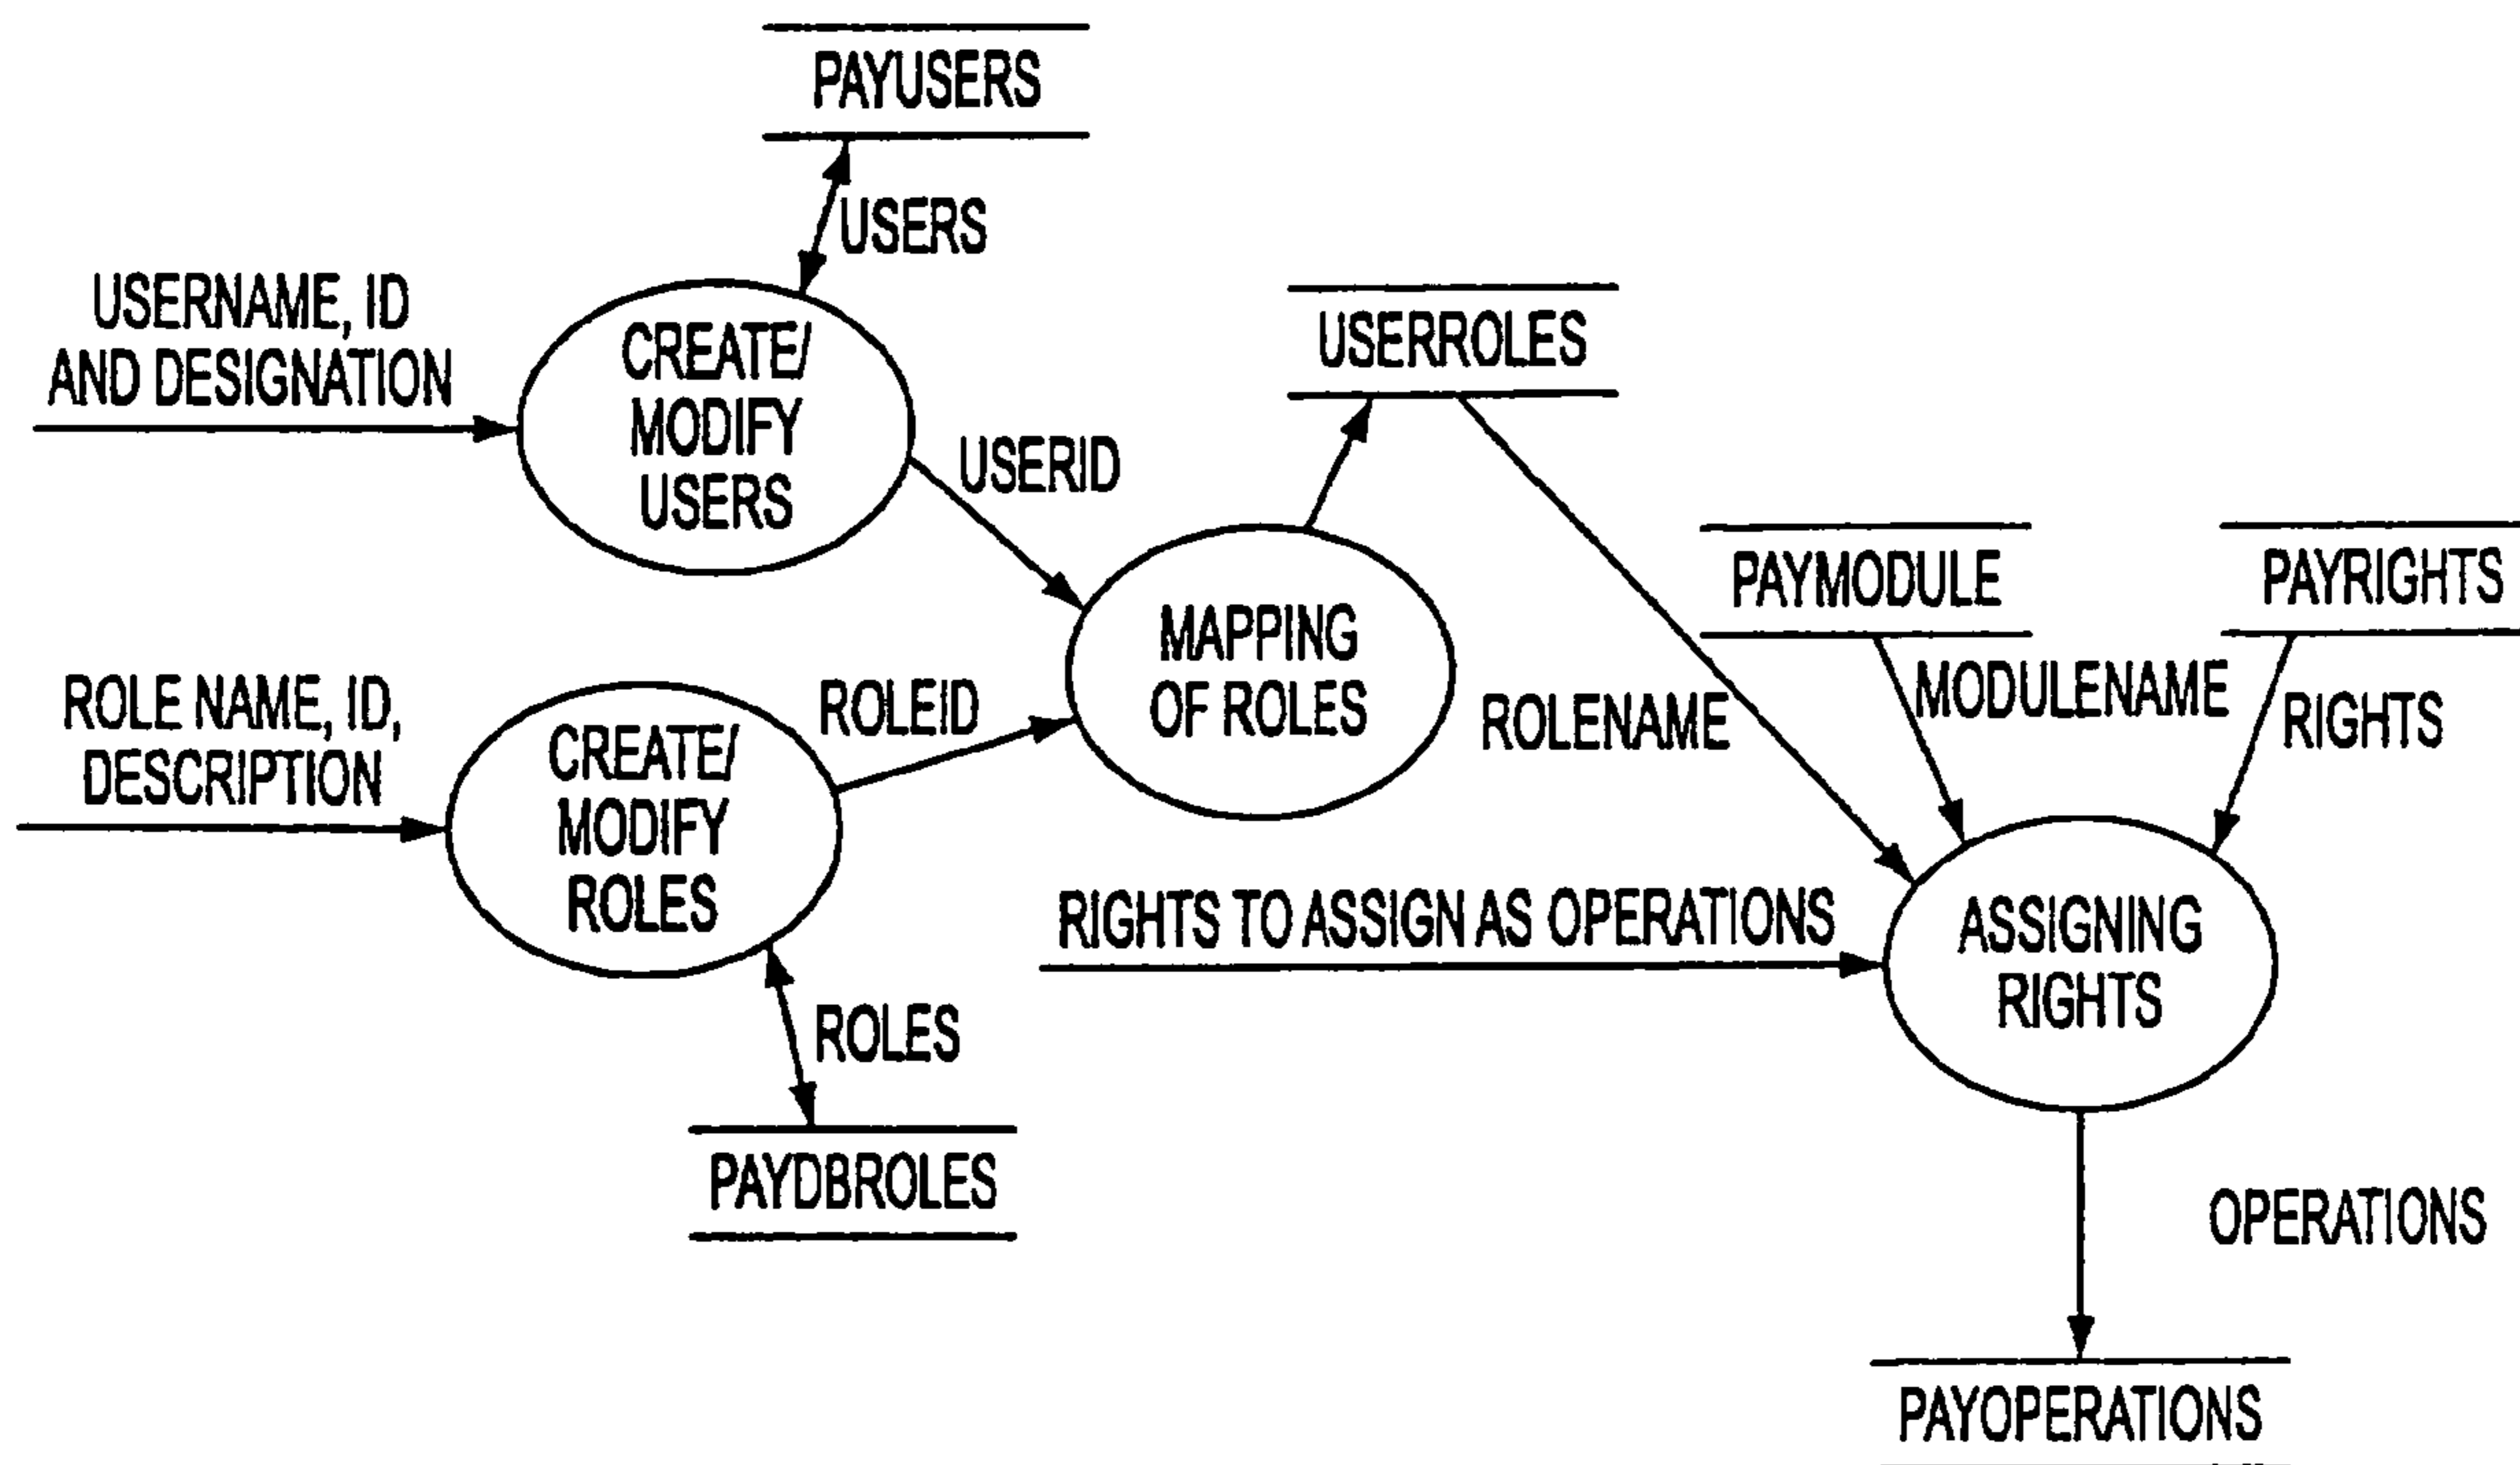 PAYUSERS
USERS
USERNAME, ID
AND DESIGNATION
CREATE/
MODIFY
USERS
USERID
USERROLES
PAYMODULE
PAYRIGHTS
MAPPING
OF ROLES
ROLENAME
MODULENAME
RIGHTS
ROLE NAME, ID,
DESCRIPTION
CREATE/
MODIFY
ROLES
ROLEID
RIGHTS TO ASSIGN AS OPERATIONS
ASSIGNING
RIGHTS
ROLES
PAYDBROLES
OPERATIONS
PAYOPERATIONS